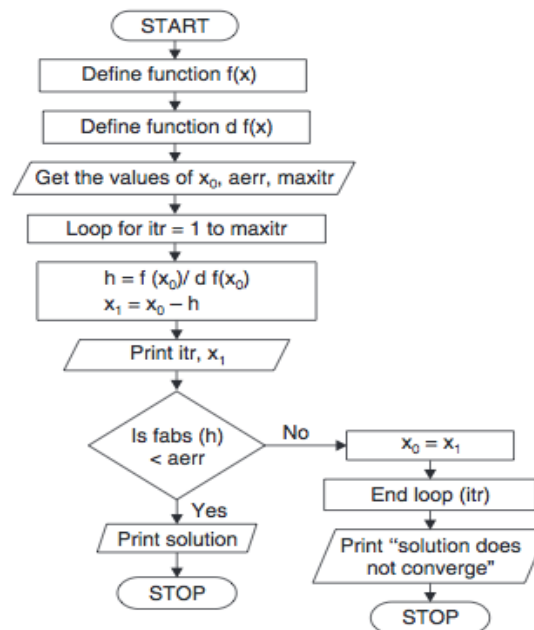 START
Define function f(x)
Define function d f(x)
Get the values of x₀, aerr, maxitr
Loop for itr = 1 to maxitr
h = f (x₀)/ d f(x₀)
x₁ = x₀ – h
Print itr, x₁
Is fabs (h)
< aerr
No
x₀ = x₁
End loop (itr)
Yes
Print solution
Print “solution does
not converge”
STOP
STOP